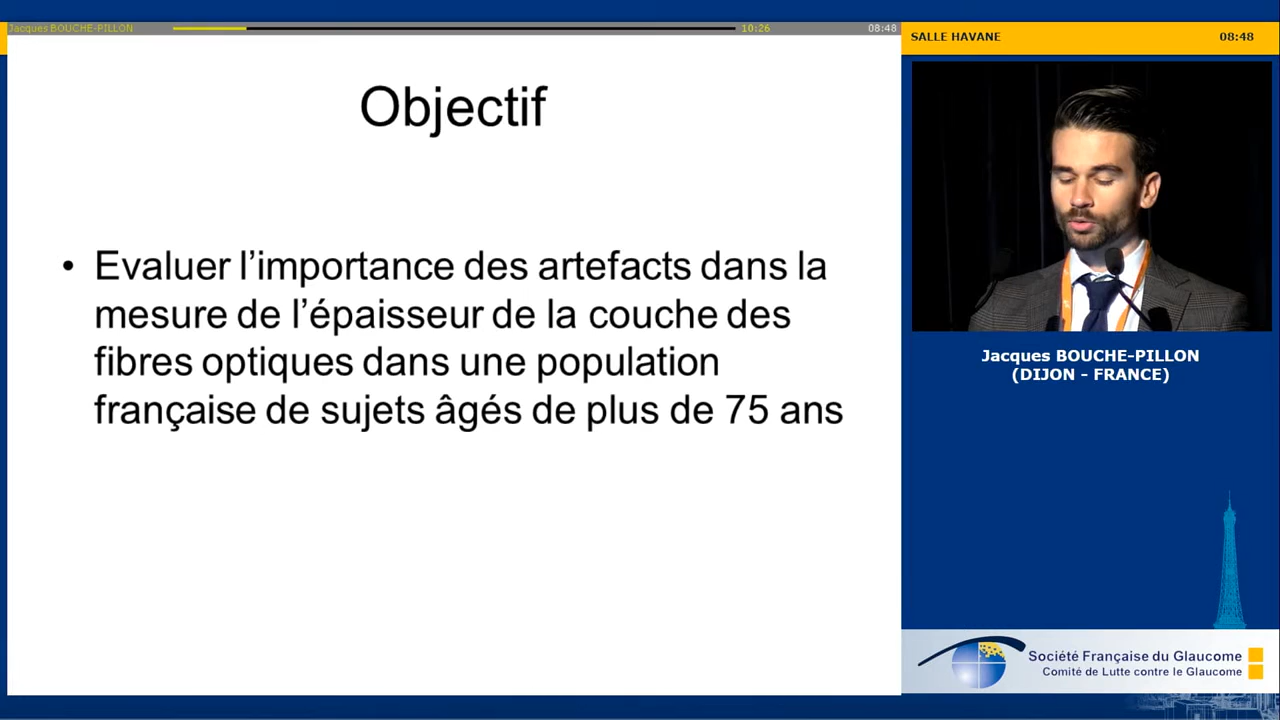 Jacques BOUCHE-PILLON
10:26
08:48
SALLE HAVANE
08:48
Objectif
• Evaluer l’importance des artefacts dans la
mesure de l’épaisseur de la couche des
fibres optiques dans une population
française de sujets âgés de plus de 75 ans
Jacques BOUCHE-PILLON
(DIJON - FRANCE)
Société Française du Glaucome
Comité de Lutte contre le Glaucome